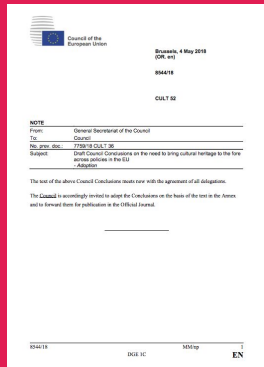 Council of the
European Union
Brussels, 4 May 2018
(OR. en)
8544/18
CULT 52
NOTE
From: General Secretariat of the Council
To: Council
No. prev. doc.: 7759/18 CULT 36
Subject: Draft Council Conclusions on the need to bring cultural heritage to the fore
across policies in the EU
- Adoption
The text of the above Council Conclusions meets now with the agreement of all delegations.
The Council is accordingly invited to adopt the Conclusions on the basis of the text in the Annex
and to forward them for publication in the Official Journal.
8544/18 MM/ep 1
DGE 1C EN